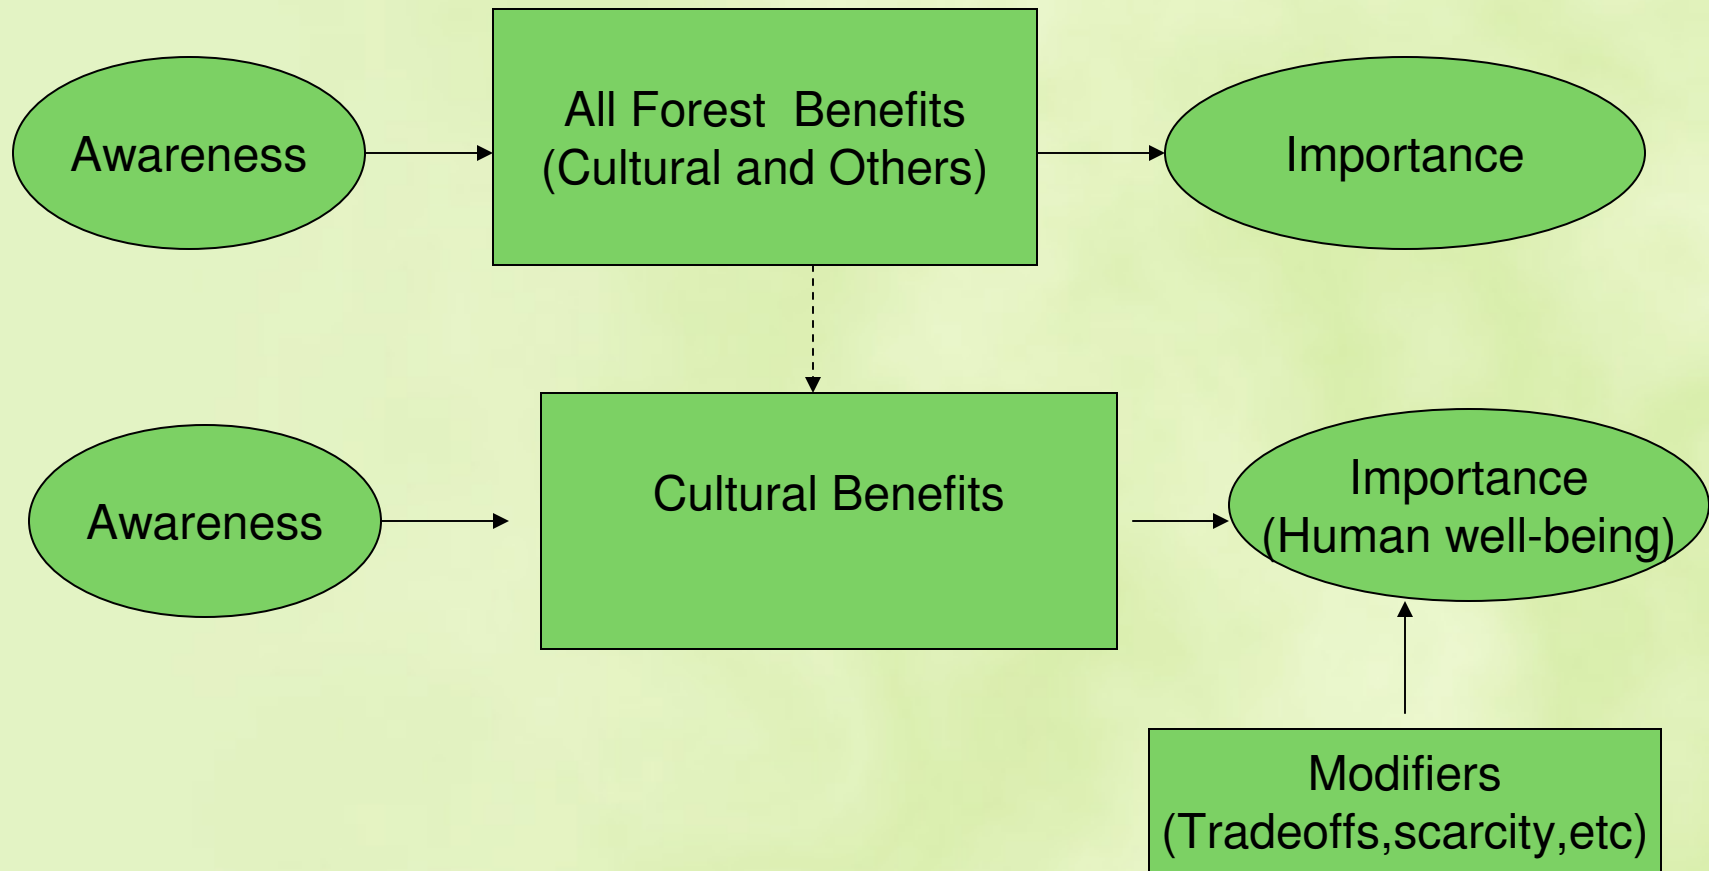 Awareness
All Forest  Benefits
(Cultural and Others)
Importance
Awareness
Cultural Benefits
Importance
(Human well-being)
Modifiers
(Tradeoffs,scarcity,etc)